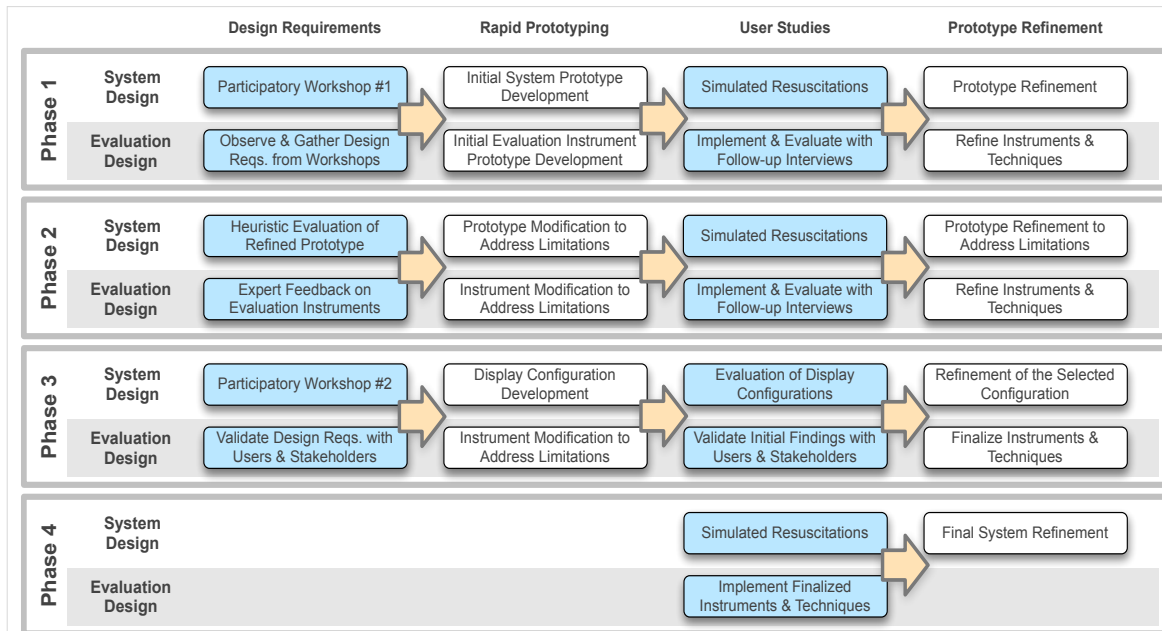 Design Requirements
Rapid Prototyping
User Studies
Prototype Refinement
Phase 1
System
Design
Participatory Workshop #1
Initial System Prototype
Development
Simulated Resuscitations
Prototype Refinement
Evaluation
Design
Observe & Gather Design
Reqs. from Workshops
Initial Evaluation Instrument
Prototype Development
Implement & Evaluate with
Follow-up Interviews
Refine Instruments &
Techniques
Phase 2
System
Design
Heuristic Evaluation of
Refined Prototype
Prototype Modification to
Address Limitations
Simulated Resuscitations
Prototype Refinement to
Address Limitations
Evaluation
Design
Expert Feedback on
Evaluation Instruments
Instrument Modification to
Address Limitations
Implement & Evaluate with
Follow-up Interviews
Refine Instruments &
Techniques
Phase 3
System
Design
Participatory Workshop #2
Display Configuration
Development
Evaluation of Display
Configurations
Refinement of the Selected
Configuration
Evaluation
Design
Validate Design Reqs. with
Users & Stakeholders
Instrument Modification to
Address Limitations
Validate Initial Findings with
Users & Stakeholders
Finalize Instruments &
Techniques
Phase 4
System
Design
Simulated Resuscitations
Final System Refinement
Evaluation
Design
Implement Finalized
Instruments & Techniques